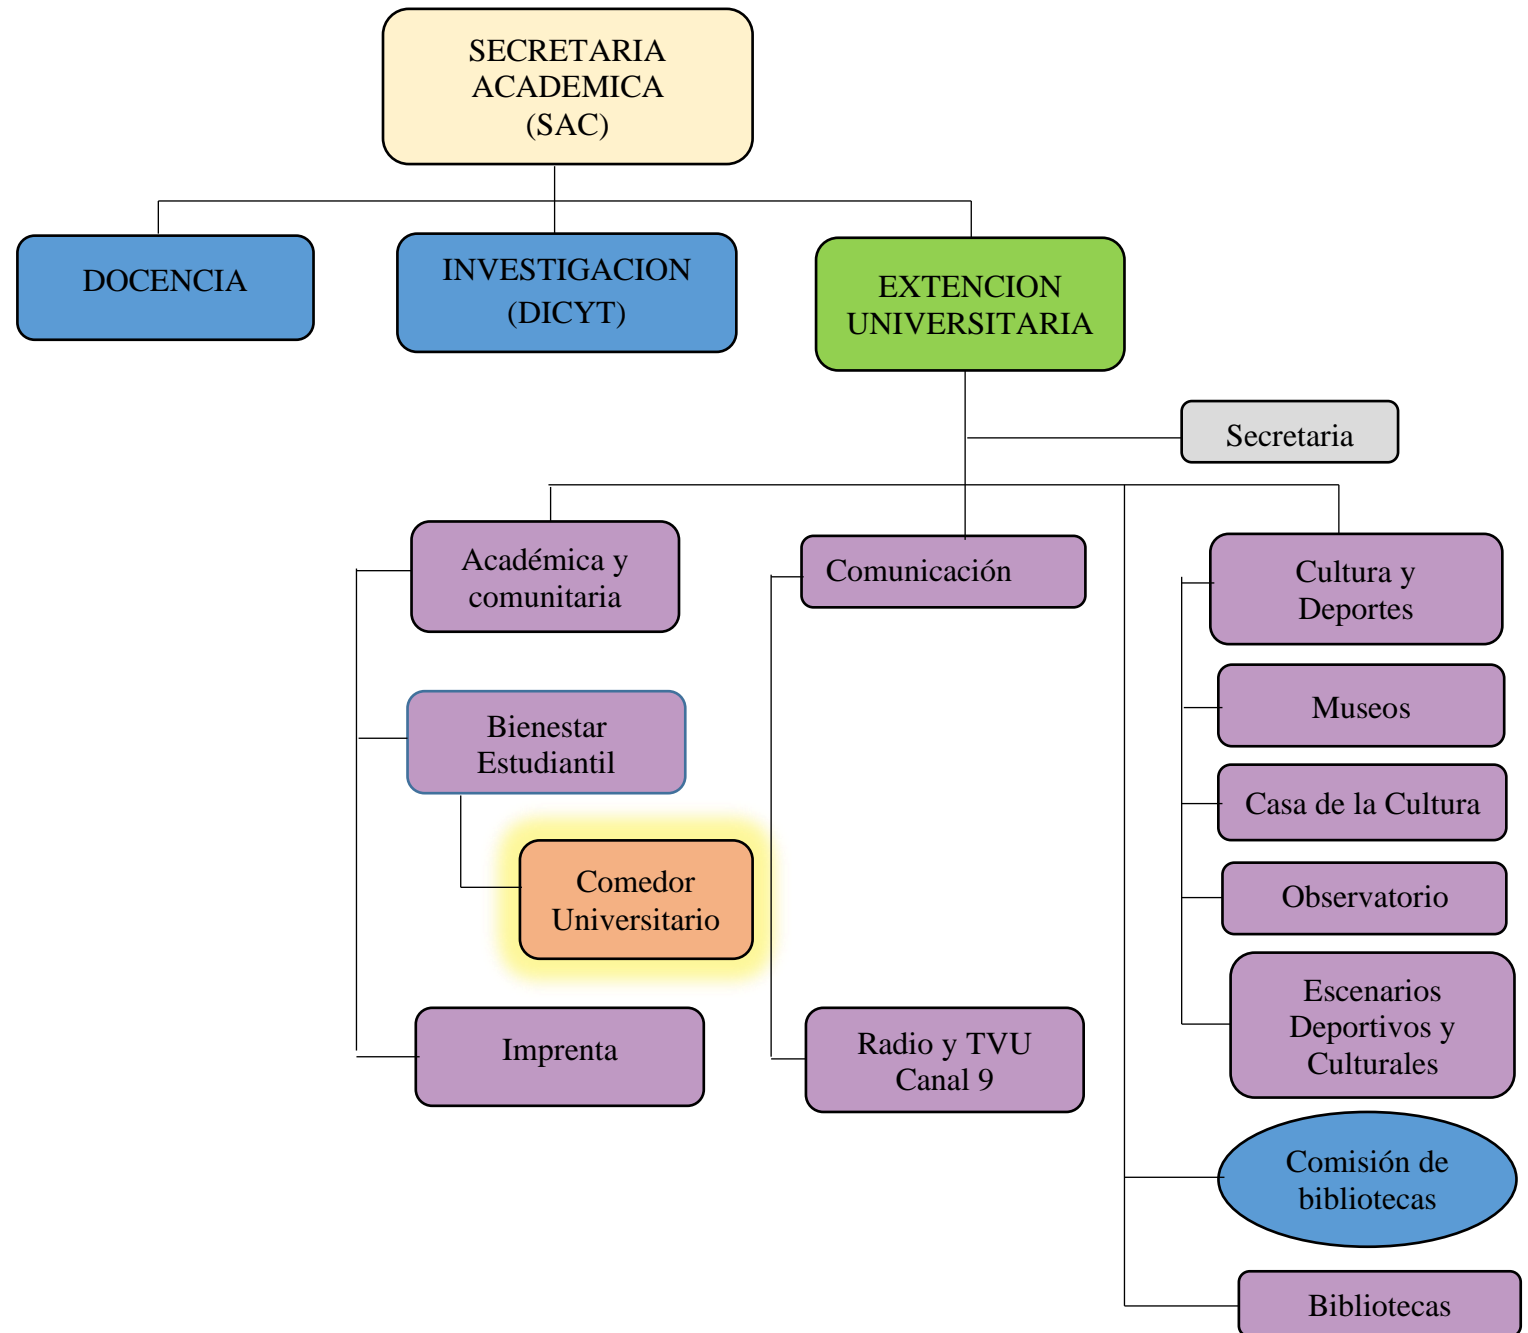 SECRETARIA
ACADEMICA
(SAC)
DOCENCIA
INVESTIGACION
(DICYT)
EXTENCION
UNIVERSITARIA
Secretaria
Académica y
comunitaria
Comunicación
Cultura y
Deportes
Bienestar
Estudiantil
Museos
Casa de la Cultura
Comedor
Universitario
Observatorio
Imprenta
Radio y TVU
Canal 9
Escenarios
Deportivos y
Culturales
Comisión de
bibliotecas
Bibliotecas